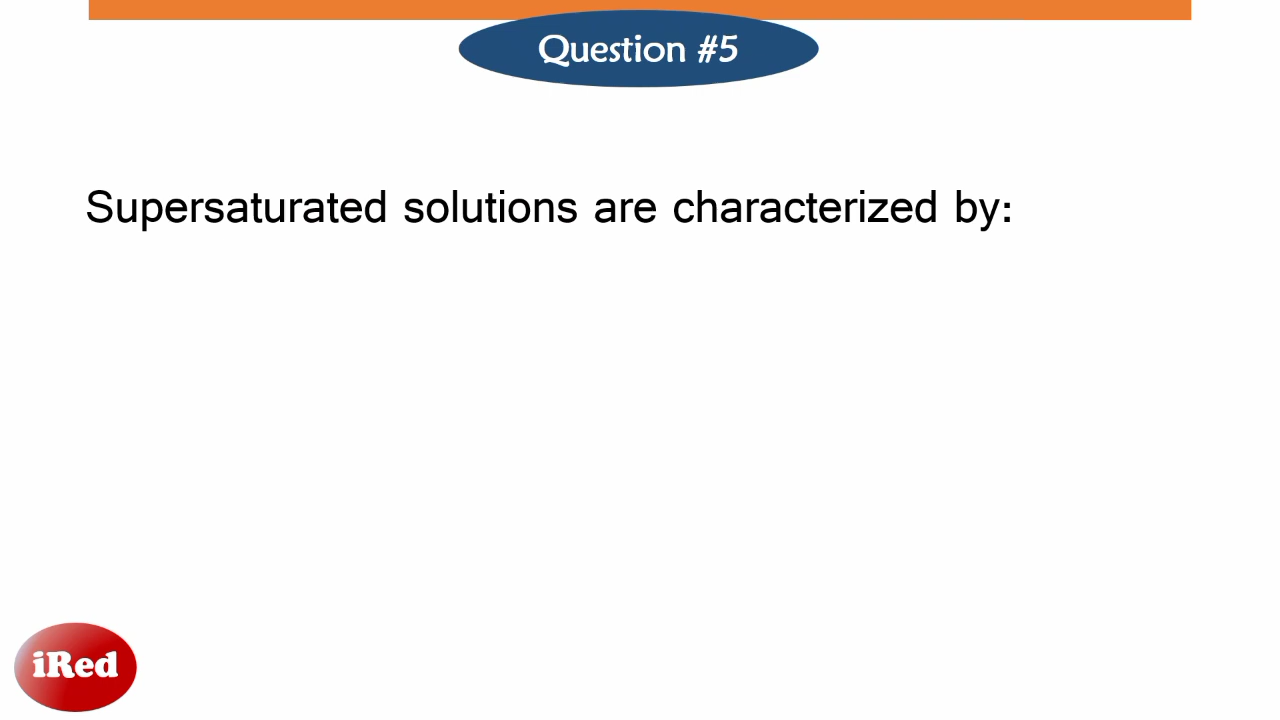 Question #5
Supersaturated solutions are characterized by:
iRed